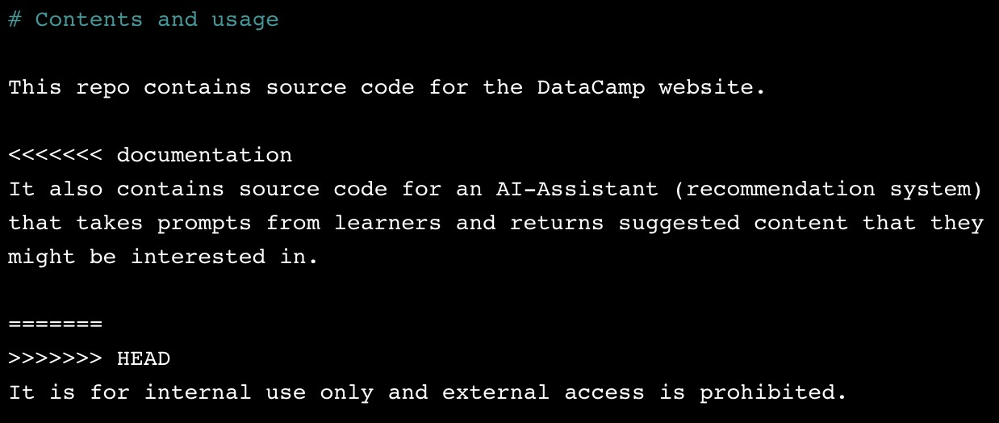 # Contents and usage
This repo contains source code for the DataCamp website.
<<<<<<< documentation
It also contains source code for an AI-Assistant (recommendation system)
that takes prompts from learners and returns suggested content that they
might be interested in.
=======
>>>>>>> HEAD
It is for internal use only and external access is prohibited.